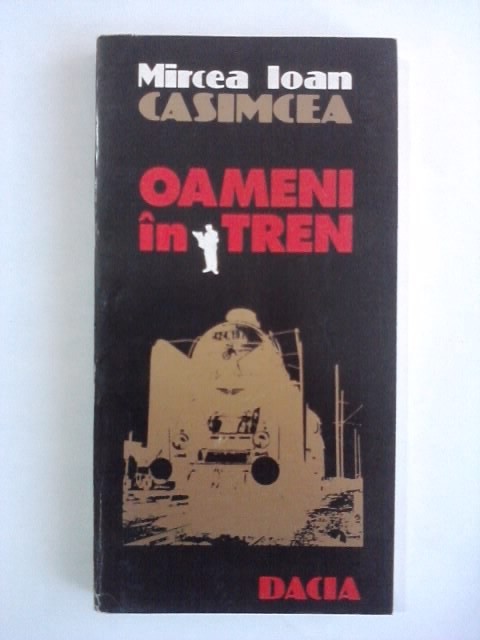 Mircea Ioan
CASIMCEA
OAMENI
în TREN
DACIA